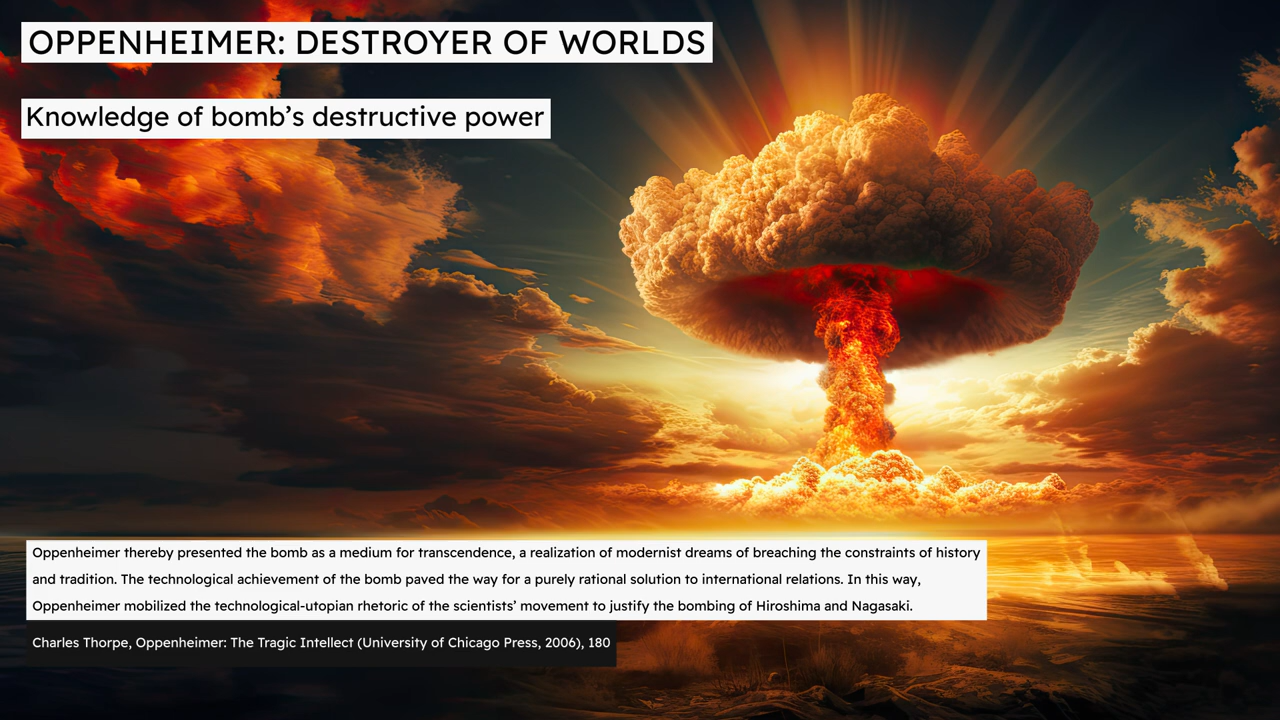 OPPENHEIMER: DESTROYER OF WORLDS
Knowledge of bomb’s destructive power
Oppenheimer thereby presented the bomb as a medium for transcendence, a realization of modernist dreams of breaching the constraints of history
and tradition. The technological achievement of the bomb paved the way for a purely rational solution to international relations. In this way,
Oppenheimer mobilized the technological-utopian rhetoric of the scientists’ movement to justify the bombing of Hiroshima and Nagasaki.
Charles Thorpe, Oppenheimer: The Tragic Intellect (University of Chicago Press, 2006), 180